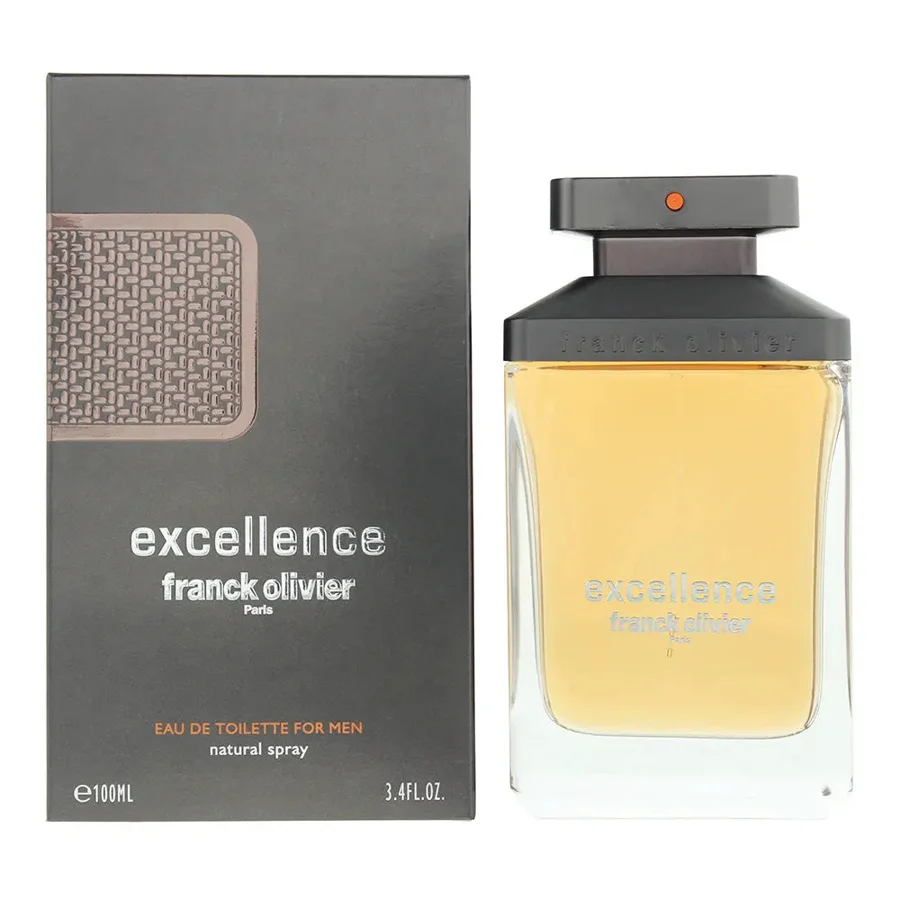 excellence
franck olivier
Paris
EAU DE TOILETTE FOR MEN
natural spray
℮100ML
3.4FL.OZ.
franck olivier
excellence
franck olivier
Paris